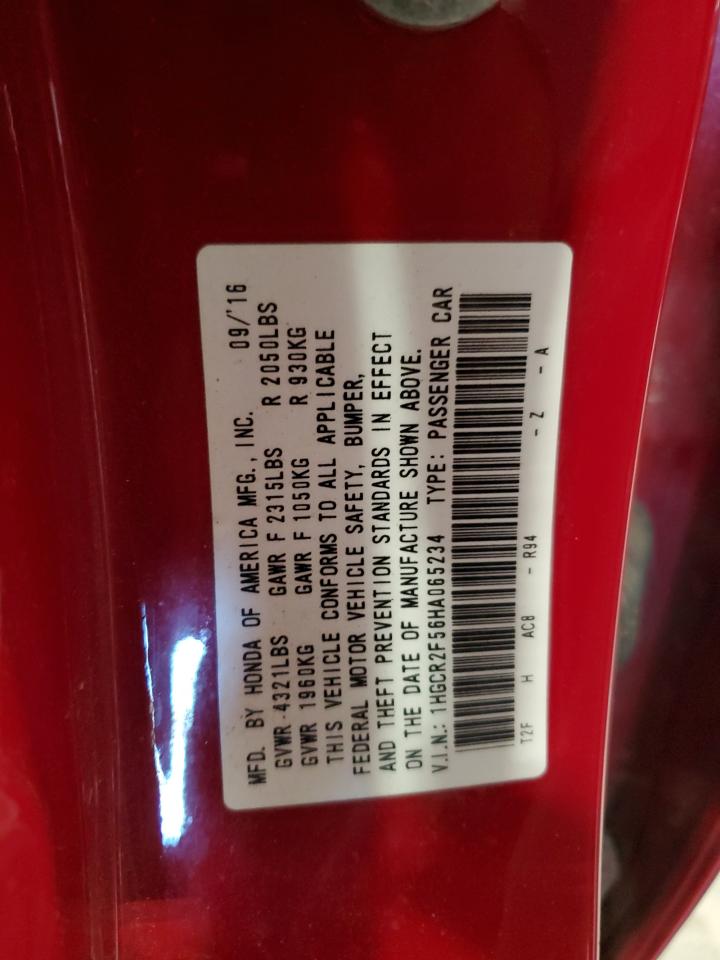 MFD. BY HONDA OF AMERICA MFG., INC. 09/'16
GVWR 4321LBS GAWR F 2315LBS R 2050LBS
GVWR 1960KG GAWR F 1050KG R 930KG
THIS VEHICLE CONFORMS TO ALL APPLICABLE
FEDERAL MOTOR VEHICLE SAFETY, BUMPER,
AND THEFT PREVENTION STANDARDS IN EFFECT
ON THE DATE OF MANUFACTURE SHOWN ABOVE.
V.I.N.: 1HGCR2F56HA065234 TYPE: PASSENGER CAR
T2F H AC8 - R94 - Z - A